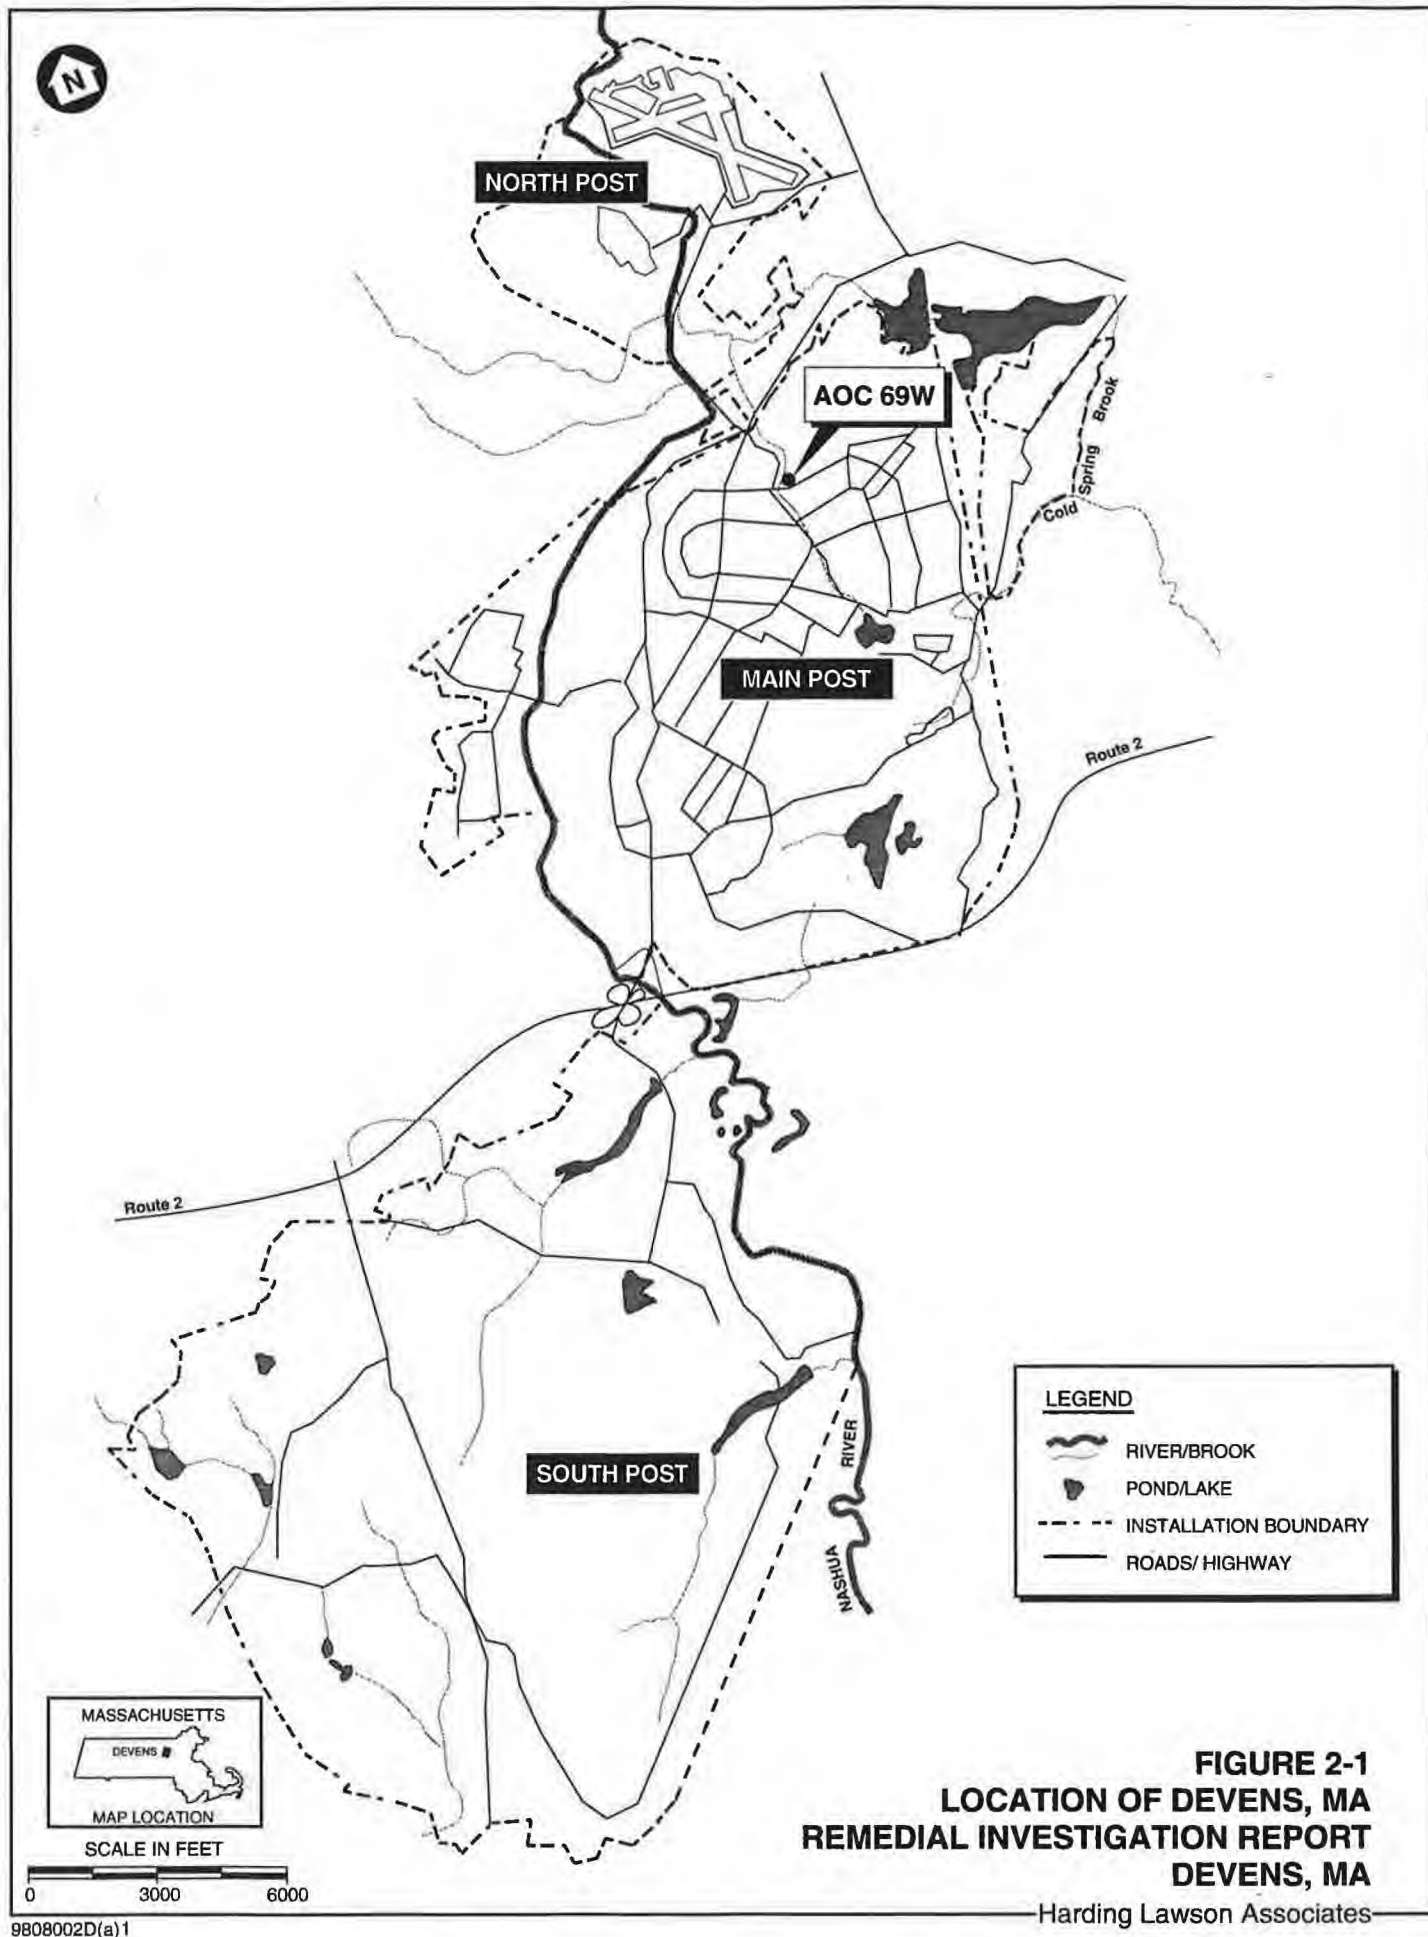 N
NORTH POST
AOC 69W
Cold Spring Brook
MAIN POST
Route 2
Route 2
SOUTH POST
NASHUA RIVER
LEGEND
RIVER/BROOK
POND/LAKE
INSTALLATION BOUNDARY
ROADS/ HIGHWAY
MASSACHUSETTS
DEVENS
MAP LOCATION
SCALE IN FEET
0 3000 6000
FIGURE 2-1
LOCATION OF DEVENS, MA
REMEDIAL INVESTIGATION REPORT
DEVENS, MA
Harding Lawson Associates
9808002D(a)1